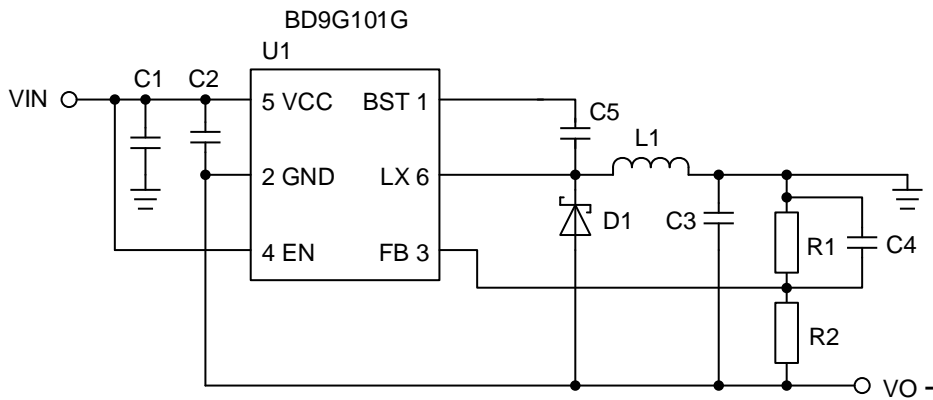 BD9G101G
U1
C1
C2
VIN
5 VCC
BST 1
C5
L1
2 GND
LX 6
D1
C3
R1
C4
4 EN
FB 3
R2
VO -